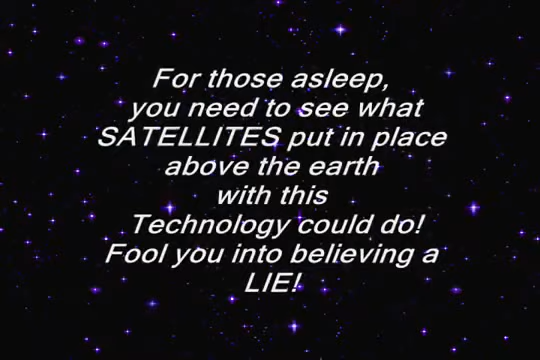 For those asleep,
you need to see what
SATELLITES put in place
above the earth
with this
Technology could do!
Fool you into believing a
LIE!